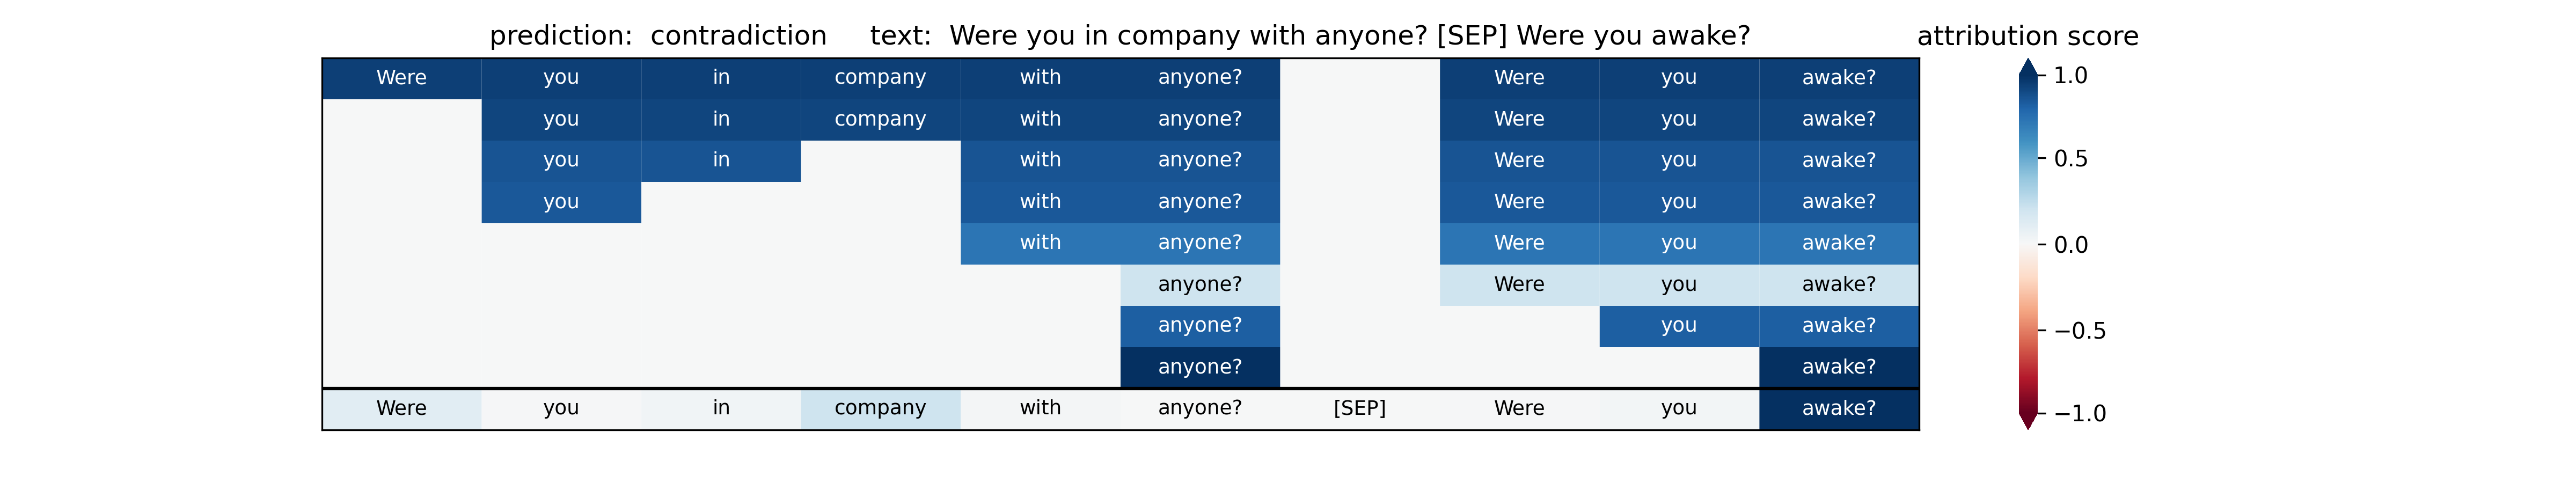 prediction:  contradiction     text:  Were you in company with anyone? [SEP] Were you awake?
attribution score
Were you in company with anyone? Were you awake?
you in company with anyone? Were you awake?
you in with anyone? Were you awake?
you with anyone? Were you awake?
with anyone? Were you awake?
anyone? Were you awake?
anyone? you awake?
anyone? awake?
Were you in company with anyone? [SEP] Were you awake?
1.0
0.5
0.0
−0.5
−1.0